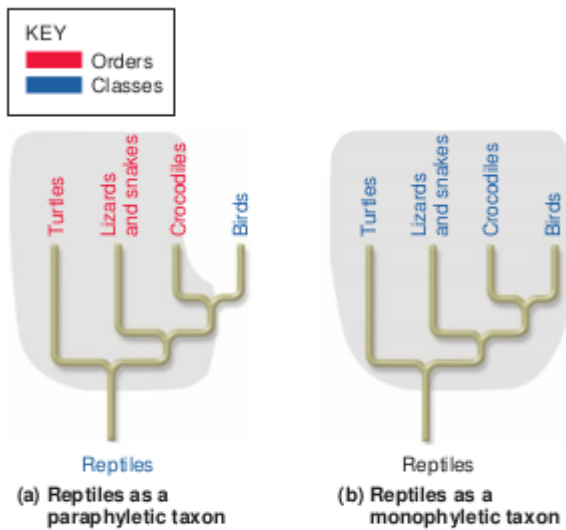 KEY
Orders
Classes
Turtles
Lizards
and snakes
Crocodiles
Birds
Reptiles
(a) Reptiles as a
paraphyletic taxon
Turtles
Lizards
and snakes
Crocodiles
Birds
Reptiles
(b) Reptiles as a
monophyletic taxon